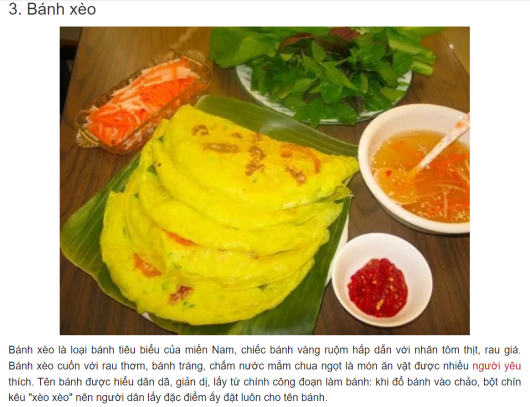 3. Bánh xèo
Bánh xèo là loại bánh tiêu biểu của miền Nam, chiếc bánh vàng ruộm hấp dẫn với nhân tôm thịt, rau giá.
Bánh xèo cuốn với rau thơm, bánh tráng, chấm nước mắm chua ngọt là món ăn vặt được nhiều người yêu
thích. Tên bánh được hiểu dân dã, giản dị, lấy từ chính công đoạn làm bánh: khi đổ bánh vào chảo, bột chín
kêu "xèo xèo" nên người dân lấy đặc điểm ấy đặt luôn cho tên bánh.